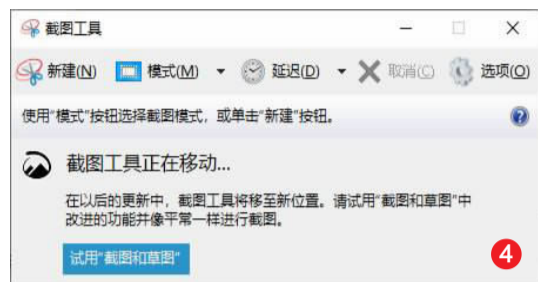 截图工具
新建(N) 模式(M) 延迟(D) 取消(C) 选项(O)
使用“模式”按钮选择截图模式，或单击“新建”按钮。
截图工具正在移动...
在以后的更新中，截图工具将移至新位置。请试用“截图和草图”中
改进的功能并像平常一样进行截图。
试用“截图和草图”
4